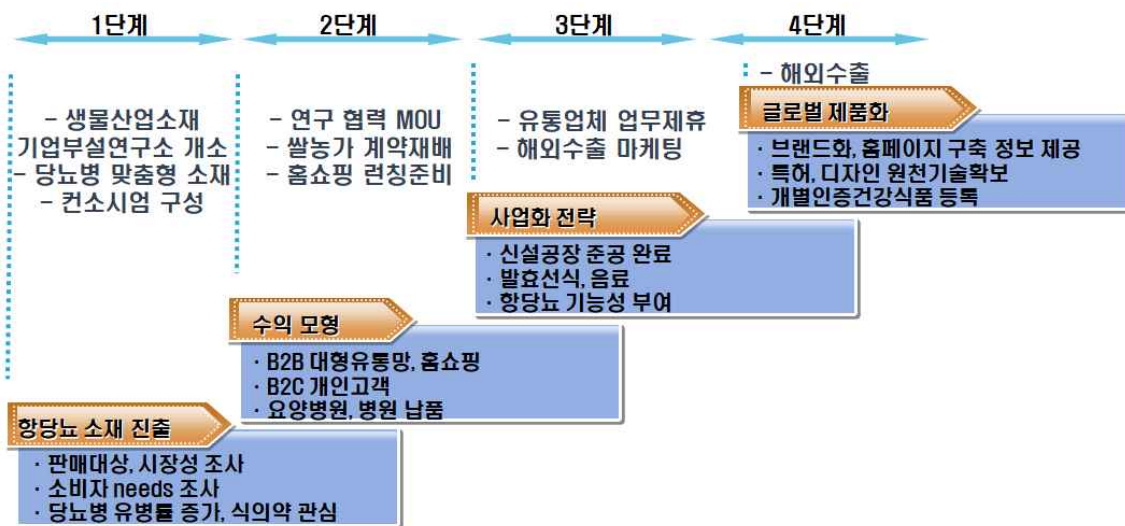 1단계
2단계
3단계
4단계
- 생물산업소재
기업부설연구소 개소
- 당뇨병 맞춤형 소재
- 컨소시엄 구성
- 연구 협력 MOU
- 쌀농가 계약재배
- 홈쇼핑 런칭준비
- 유통업체 업무제휴
- 해외수출 마케팅
- 해외수출
글로벌 제품화
· 브랜드화, 홈페이지 구축 정보 제공
· 특허, 디자인 원천기술확보
· 개별인증건강식품 등록
사업화 전략
· 신설공장 준공 완료
· 발효선식, 음료
· 항당뇨 기능성 부여
수익 모형
· B2B 대형유통망, 홈쇼핑
· B2C 개인고객
· 요양병원, 병원 납품
항당뇨 소재 진출
· 판매대상, 시장성 조사
· 소비자 needs 조사
· 당뇨병 유병률 증가, 식의약 관심